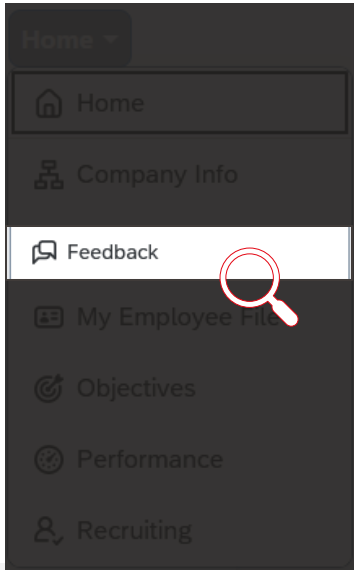 Home
Home
Company Info
Feedback
My Employee File
Objectives
Performance
Recruiting